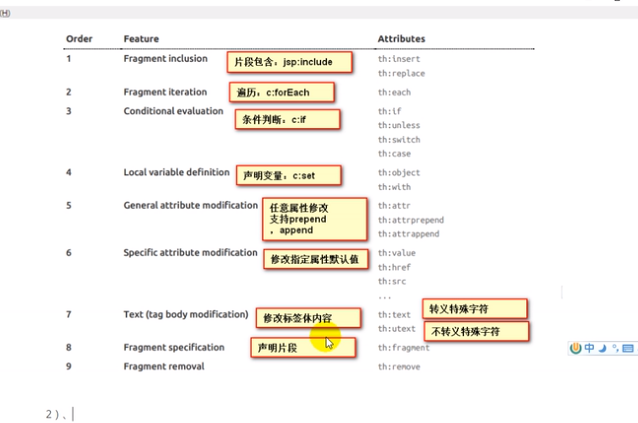 (H)
Order Feature Attributes
1 Fragment inclusion 片段包含：jsp:include th:insert
th:replace
2 Fragment iteration 遍历：c:forEach th:each
3 Conditional evaluation 条件判断：c:if th:if
th:unless
th:switch
th:case
4 Local variable definition 声明变量：c:set th:object
th:with
5 General attribute modification 任意属性修改 th:attr
支持prepend th:attrprepend
，append th:attrappend
6 Specific attribute modification 修改指定属性默认值 th:value
th:href
th:src
...
7 Text (tag body modification) 修改标签体内容 th:text 转义特殊字符
th:utext 不转义特殊字符
8 Fragment specification 声明片段 th:fragment
9 Fragment removal th:remove
中
2）、